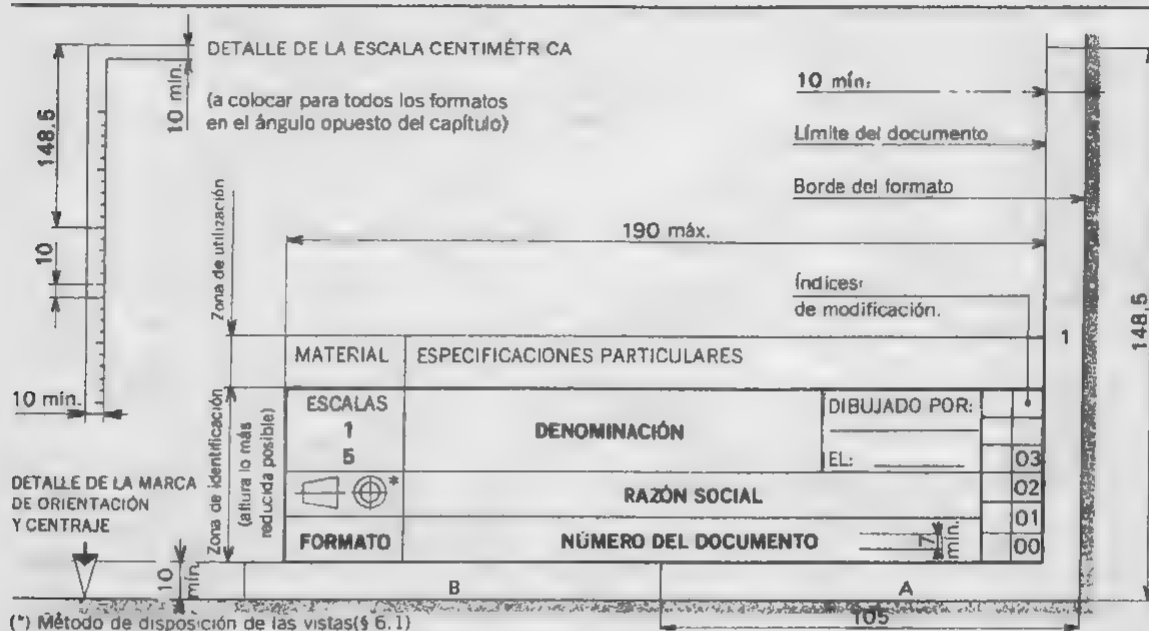 DETALLE DE LA ESCALA CENTIMÉTR CA
(a colocar para todos los formatos
en el ángulo opuesto del capítulo)
10 mín.
148,5
10
10 mín.
10 mín.
Límite del documento
Borde del formato
190 máx.
Índices
de modificación.
148,5
1
Zona de utilización
MATERIAL
ESPECIFICACIONES PARTICULARES
Zona de identificación
(altura lo más
reducida posible)
ESCALAS
1
5
DENOMINACIÓN
DIBUJADO POR:
EL:
03
02
01
00
*
RAZÓN SOCIAL
FORMATO
NÚMERO DEL DOCUMENTO
7
mín.
DETALLE DE LA MARCA
DE ORIENTACIÓN
Y CENTRAJE
10
mín.
B
A
105
(*) Método de disposición de las vistas(§ 6.1)